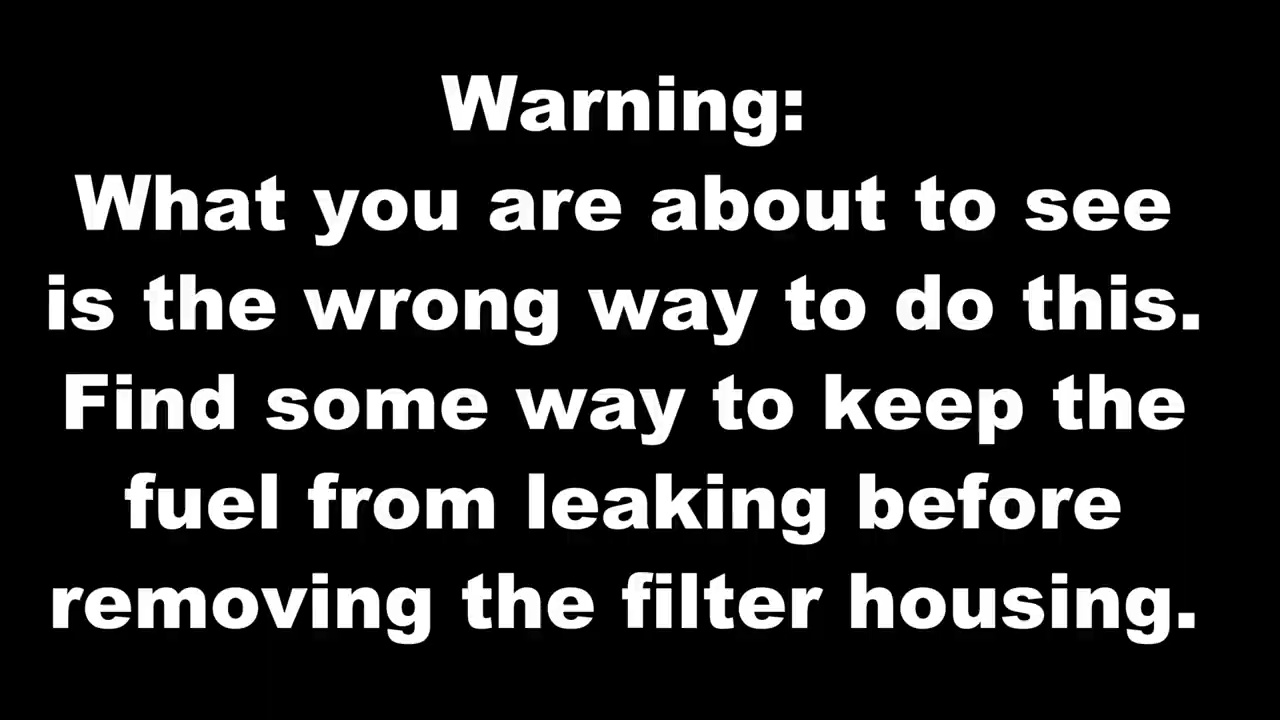 Warning:
What you are about to see
is the wrong way to do this.
Find some way to keep the
fuel from leaking before
removing the filter housing.